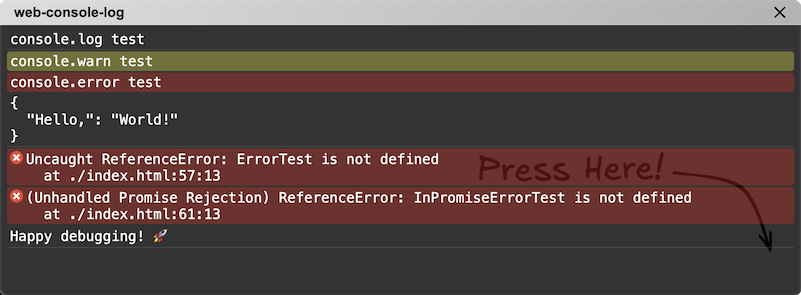 web-console-log
console.log test
console.warn test
console.error test
{
  "Hello,": "World!"
}
Uncaught ReferenceError: ErrorTest is not defined
    at ./index.html:57:13
Press Here!
(Unhandled Promise Rejection) ReferenceError: InPromiseErrorTest is not defined
    at ./index.html:61:13
Happy debugging! 🚀